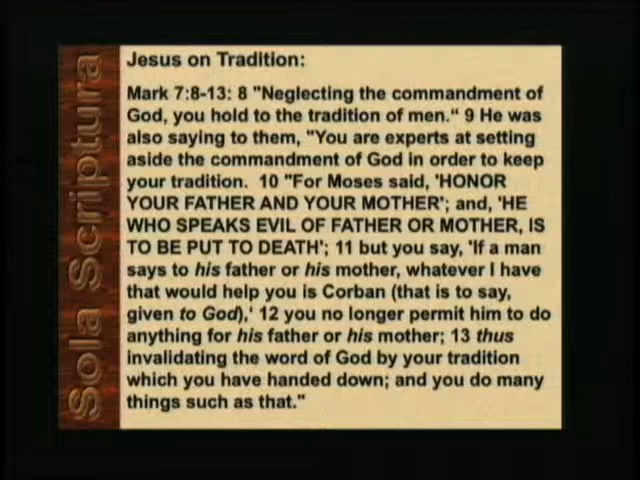 Sola Scriptura
Jesus on Tradition:
Mark 7:8-13: 8 "Neglecting the commandment of
God, you hold to the tradition of men.“ 9 He was
also saying to them, "You are experts at setting
aside the commandment of God in order to keep
your tradition. 10 "For Moses said, 'HONOR
YOUR FATHER AND YOUR MOTHER'; and, 'HE
WHO SPEAKS EVIL OF FATHER OR MOTHER, IS
TO BE PUT TO DEATH'; 11 but you say, 'If a man
says to his father or his mother, whatever I have
that would help you is Corban (that is to say,
given to God),' 12 you no longer permit him to do
anything for his father or his mother; 13 thus
invalidating the word of God by your tradition
which you have handed down; and you do many
things such as that."